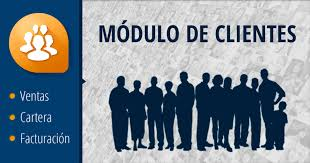 MÓDULO DE CLIENTES
• Ventas
• Cartera
• Facturación